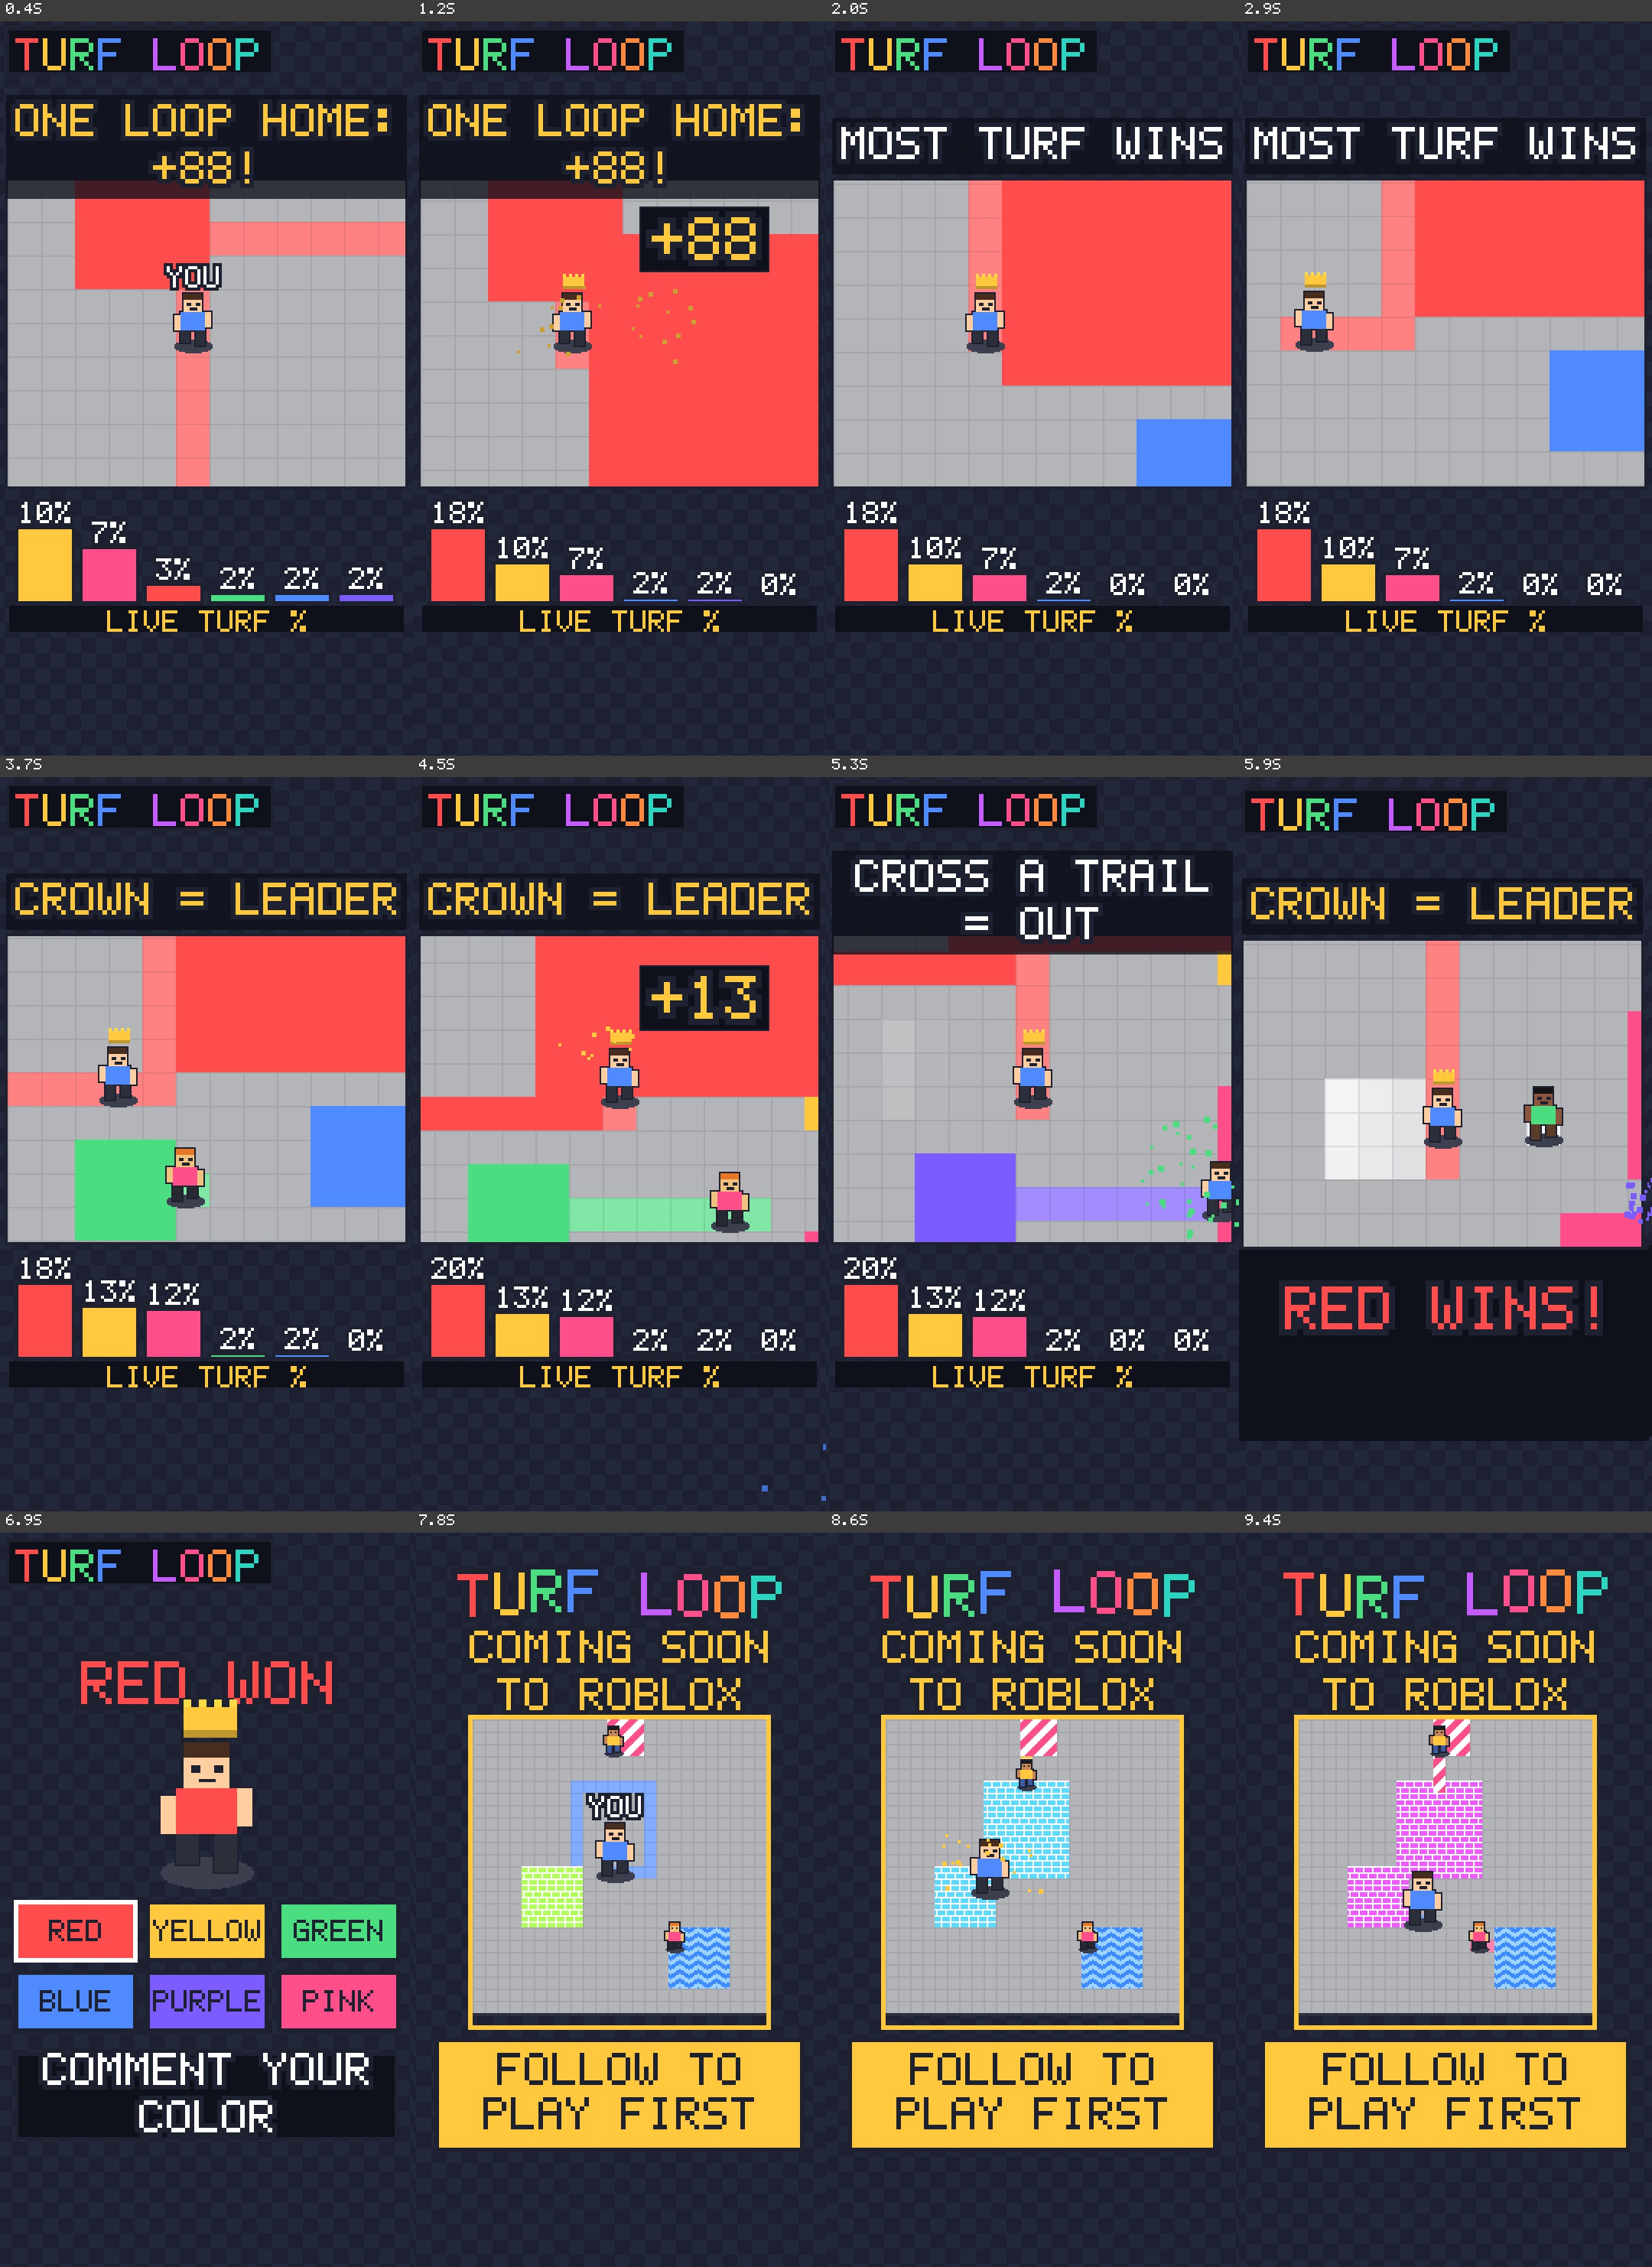 0.4S
TURF LOOP
ONE LOOP HOME:
+88!
YOU
10% 7% 3% 2% 2% 2%
LIVE TURF %
1.2S
TURF LOOP
ONE LOOP HOME:
+88!
+88
18% 10% 7% 2% 2% 0%
LIVE TURF %
2.0S
TURF LOOP
MOST TURF WINS
18% 10% 7% 2% 0% 0%
LIVE TURF %
2.9S
TURF LOOP
MOST TURF WINS
18% 10% 7% 2% 0% 0%
LIVE TURF %
3.7S
TURF LOOP
CROWN = LEADER
18% 13% 12% 2% 2% 0%
LIVE TURF %
4.5S
TURF LOOP
CROWN = LEADER
+13
20% 13% 12% 2% 2% 0%
LIVE TURF %
5.3S
TURF LOOP
CROSS A TRAIL
= OUT
20% 13% 12% 2% 0% 0%
LIVE TURF %
5.9S
TURF LOOP
CROWN = LEADER
RED WINS!
6.9S
TURF LOOP
RED WON
RED YELLOW GREEN
BLUE PURPLE PINK
COMMENT YOUR
COLOR
7.8S
TURF LOOP
COMING SOON
TO ROBLOX
YOU
FOLLOW TO
PLAY FIRST
8.6S
TURF LOOP
COMING SOON
TO ROBLOX
FOLLOW TO
PLAY FIRST
9.4S
TURF LOOP
COMING SOON
TO ROBLOX
FOLLOW TO
PLAY FIRST